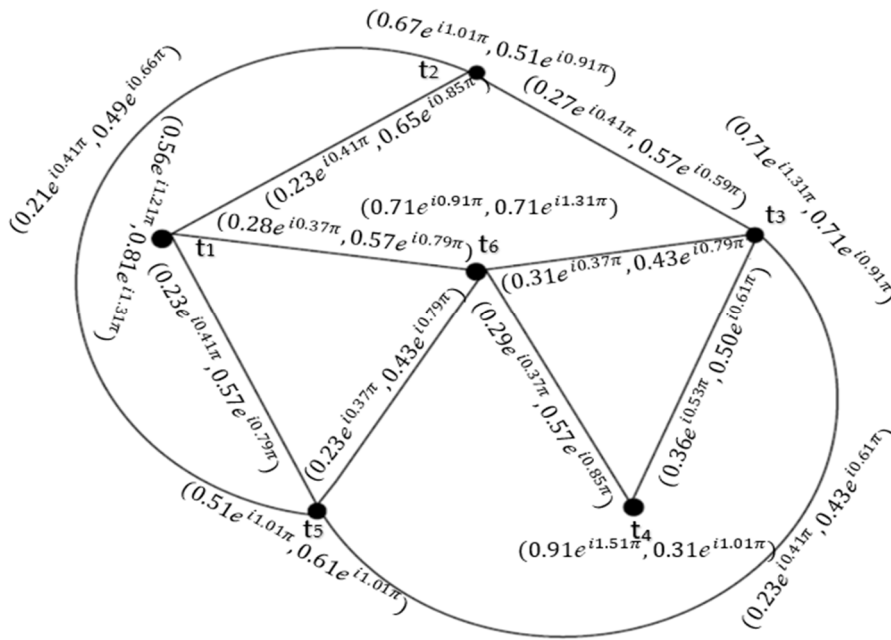 (0.67e^{i1.01π}, 0.51e^{i0.91π})
t2
(0.21e^{i0.41π}, 0.49e^{i0.66π})
(0.23e^{i0.41π}, 0.65e^{i0.85π})
(0.27e^{i0.41π}, 0.57e^{i0.59π})
(0.71e^{i1.31π}, 0.71e^{i0.91π})
(0.56e^{i1.21π}, 0.81e^{i1.31π})
t1
(0.28e^{i0.37π}, 0.57e^{i0.79π})
(0.71e^{i0.91π}, 0.71e^{i1.31π})
t6
t3
(0.31e^{i0.37π}, 0.43e^{i0.79π}
(0.23e^{i0.41π}, 0.57e^{i0.79π})
(0.23e^{i0.37π}, 0.43e^{i0.79π})
(0.29e^{i0.37π}, 0.57e^{i0.85π})
(0.36e^{i0.53π}, 0.50e^{i0.61π})
(0.51e^{i1.01π}, 0.61e^{i1.01π})
t5
t4
(0.91e^{i1.51π}, 0.31e^{i1.01π})
(0.23e^{i0.41π}, 0.43e^{i0.61π})